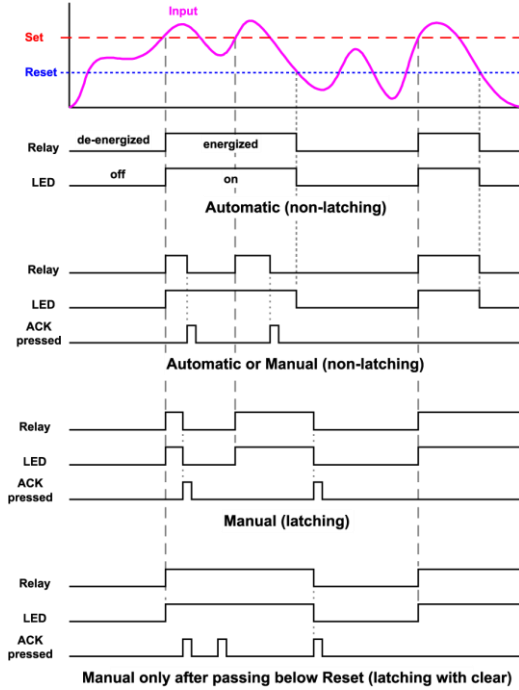 Input
Set
Reset
de-energized energized
Relay
LED off on
Automatic (non-latching)
Relay
LED
ACK
pressed
Automatic or Manual (non-latching)
Relay
LED
ACK
pressed
Manual (latching)
Relay
LED
ACK
pressed
Manual only after passing below Reset (latching with clear)